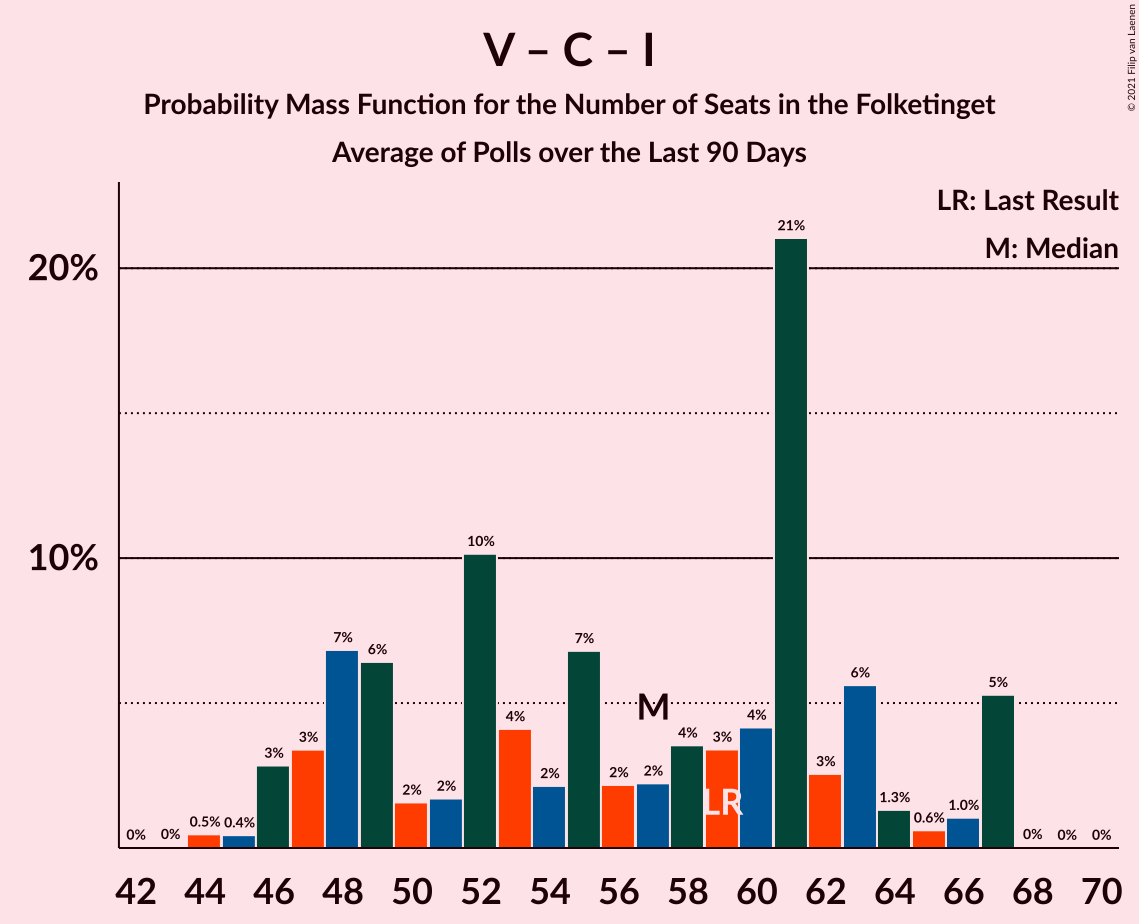 V – C – I
Probability Mass Function for the Number of Seats in the Folketinget
Average of Polls over the Last 90 Days
© 2021 Filip van Laenen
LR: Last Result
M: Median
20%
10%
0% 0% 0.5% 0.4% 3% 3% 7% 6% 2% 2% 10% 4% 2% 7% 2% 2% 4% 3% 4% 21% 3% 6% 1.3% 0.6% 1.0% 5% 0% 0% 0%
M
LR
42 44 46 48 50 52 54 56 58 60 62 64 66 68 70